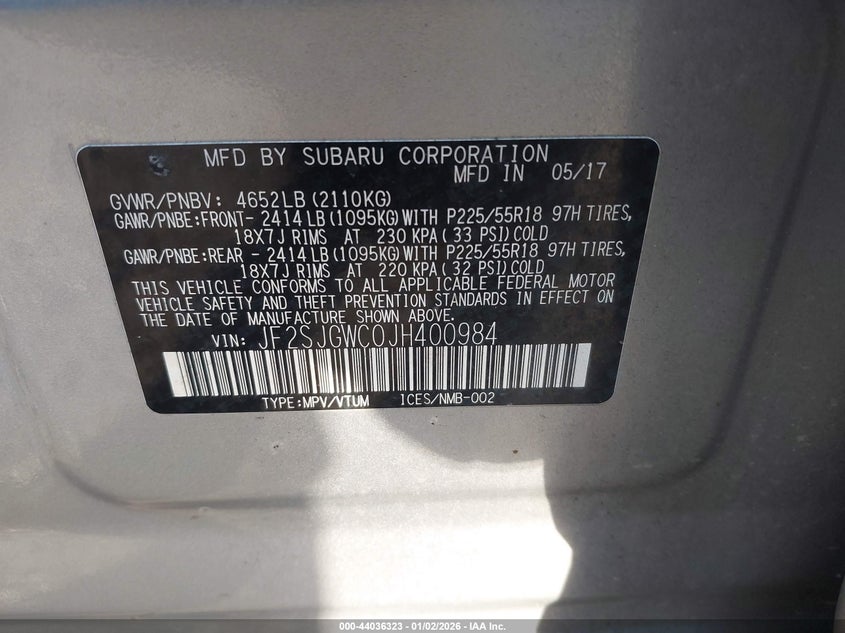 MFD BY SUBARU CORPORATION
MFD IN 05/17
GVWR/PNBV: 4652LB (2110KG)
GAWR/PNBE:FRONT- 2414 LB (1095KG) WITH P225/55R18 97H TIRES,
18X7J RIMS AT 230 KPA (33 PSI) COLD
GAWR/PNBE:REAR - 2414 LB (1095KG) WITH P225/55R18 97H TIRES,
18X7J RIMS AT 220 KPA (32 PSI) COLD
THIS VEHICLE CONFORMS TO ALL APPLICABLE FEDERAL MOTOR
VEHICLE SAFETY AND THEFT PREVENTION STANDARDS IN EFFECT ON
THE DATE OF MANUFACTURE SHOWN ABOVE.
VIN: JF2SJGWC0JH400984
TYPE:MPV/VTUM ICES/NMB-002
000-44036323 - 01/02/2026 - IAA Inc.